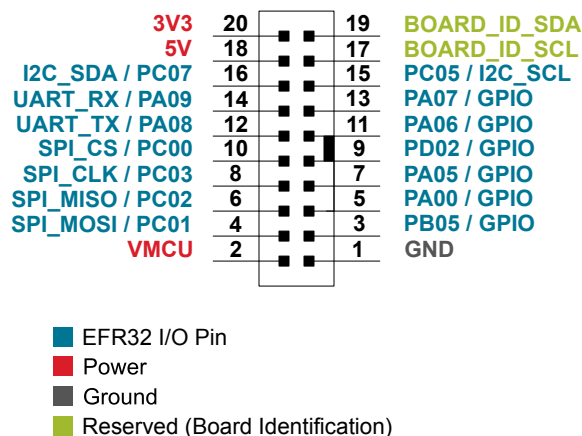 3V3 20 19 BOARD_ID_SDA
5V 18 17 BOARD_ID_SCL
I2C_SDA / PC07 16 15 PC05 / I2C_SCL
UART_RX / PA09 14 13 PA07 / GPIO
UART_TX / PA08 12 11 PA06 / GPIO
SPI_CS / PC00 10 9 PD02 / GPIO
SPI_CLK / PC03 8 7 PA05 / GPIO
SPI_MISO / PC02 6 5 PA00 / GPIO
SPI_MOSI / PC01 4 3 PB05 / GPIO
VMCU 2 1 GND
EFR32 I/O Pin
Power
Ground
Reserved (Board Identification)